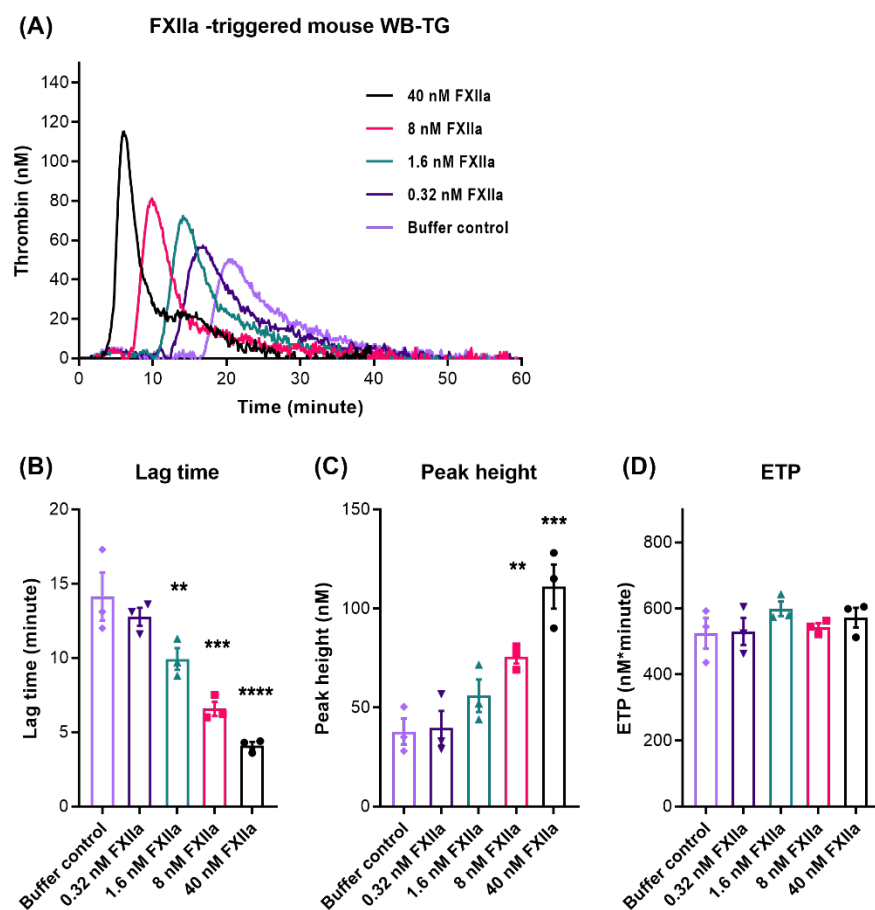 (A) FXIIa -triggered mouse WB-TG
140
120
100
80
60
40
20
0
Thrombin (nM)
0 10 20 30 40 50 60
Time (minute)
40 nM FXIIa
8 nM FXIIa
1.6 nM FXIIa
0.32 nM FXIIa
Buffer control
(B) Lag time
20
15
10
5
0
Lag time (minute)
**
***
****
Buffer control
0.32 nM FXIIa
1.6 nM FXIIa
8 nM FXIIa
40 nM FXIIa
(C) Peak height
150
100
50
0
Peak height (nM)
**
***
Buffer control
0.32 nM FXIIa
1.6 nM FXIIa
8 nM FXIIa
40 nM FXIIa
(D) ETP
800
600
400
200
0
ETP (nM*minute)
Buffer control
0.32 nM FXIIa
1.6 nM FXIIa
8 nM FXIIa
40 nM FXIIa